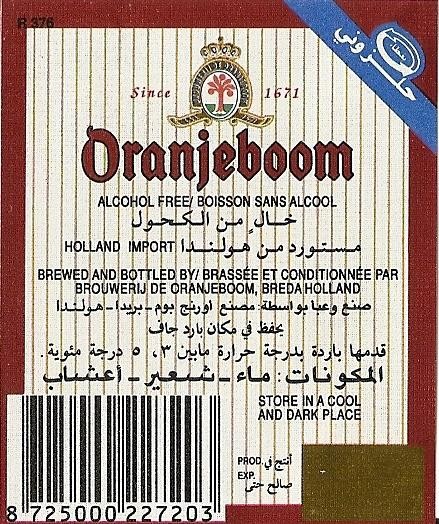 R 376
حلزوني
Since 1671
Oranjeboom
ALCOHOL FREE/ BOISSON SANS ALCOOL
خالٍ من الكحول
HOLLAND IMPORT مستورد من هولندا
BREWED AND BOTTLED BY/ BRASSÉE ET CONDITIONNÉE PAR
BROUWERIJ DE ORANJEBOOM, BREDA HOLLAND
صنع وعبا بواسطة: مصنع اورنج بوم - بريدا - هولندا
يحفظ في مكان بارد جاف
قدمها باردة بدرجة حرارة مابين ٣، ٥ درجة مئوية.
المكونات: ماء - شعير - أعشاب
STORE IN A COOL
AND DARK PLACE
PROD. أنتج في
EXP. صالح حتى
8 725000 227203